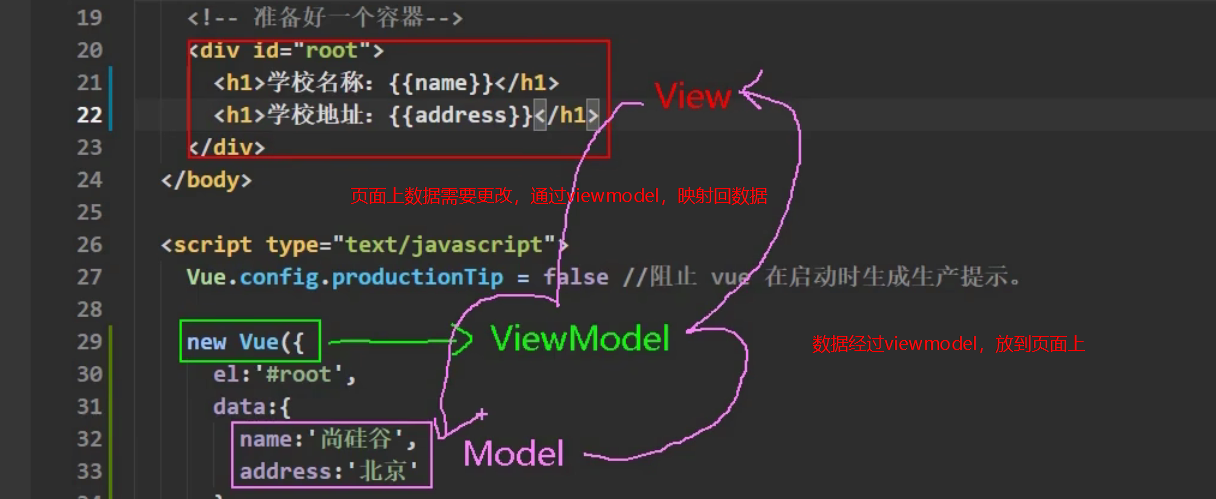 19 <!-- 准备好一个容器-->
20 <div id="root">
21 <h1>学校名称：{{name}}</h1>
22 <h1>学校地址：{{address}}</h1>
View
23 </div>
24 </body>
页面上数据需要更改，通过viewmodel，映射回数据
25
26 <script type="text/javascript">
27 Vue.config.productionTip = false //阻止 vue 在启动时生成生产提示。
28
29 new Vue({
ViewModel
数据经过viewmodel，放到页面上
30 el:'#root',
31 data:{
32 name:'尚硅谷',
Model
33 address:'北京'